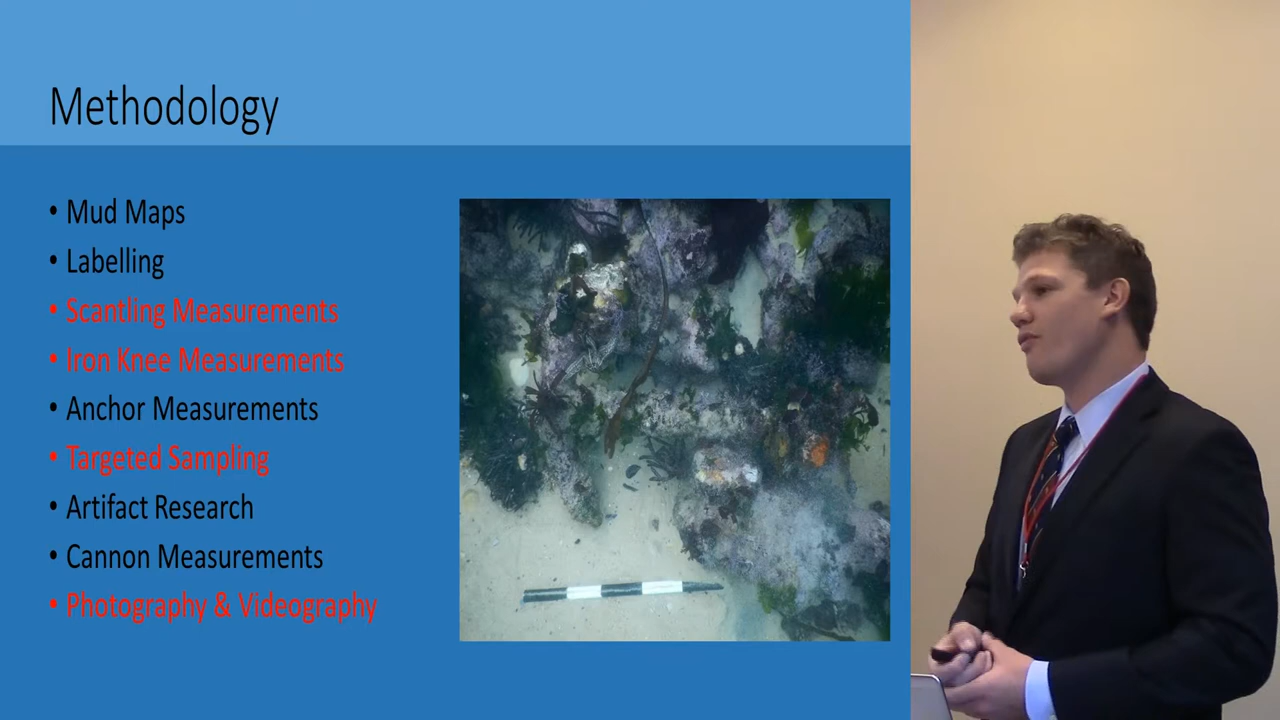 Methodology
• Mud Maps
• Labelling
• Scantling Measurements
• Iron Knee Measurements
• Anchor Measurements
• Targeted Sampling
• Artifact Research
• Cannon Measurements
• Photography & Videography